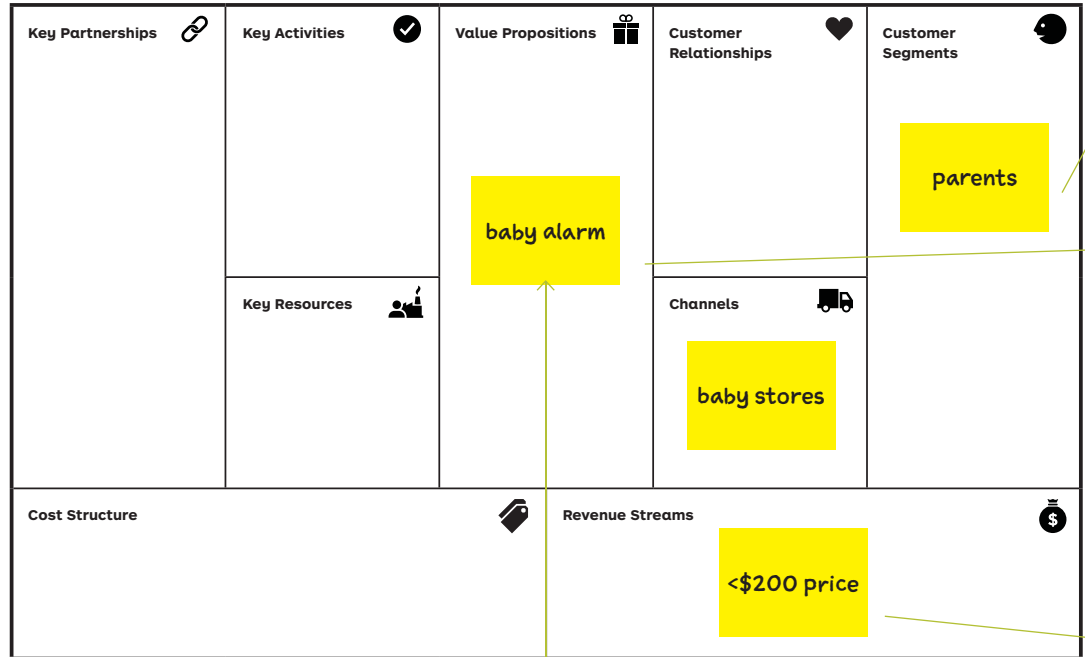 Key Partnerships
Key Activities
Value Propositions
Customer
Relationships
Customer
Segments
parents
baby alarm
Key Resources
Channels
baby stores
Cost Structure
Revenue Streams
$
<$200 price